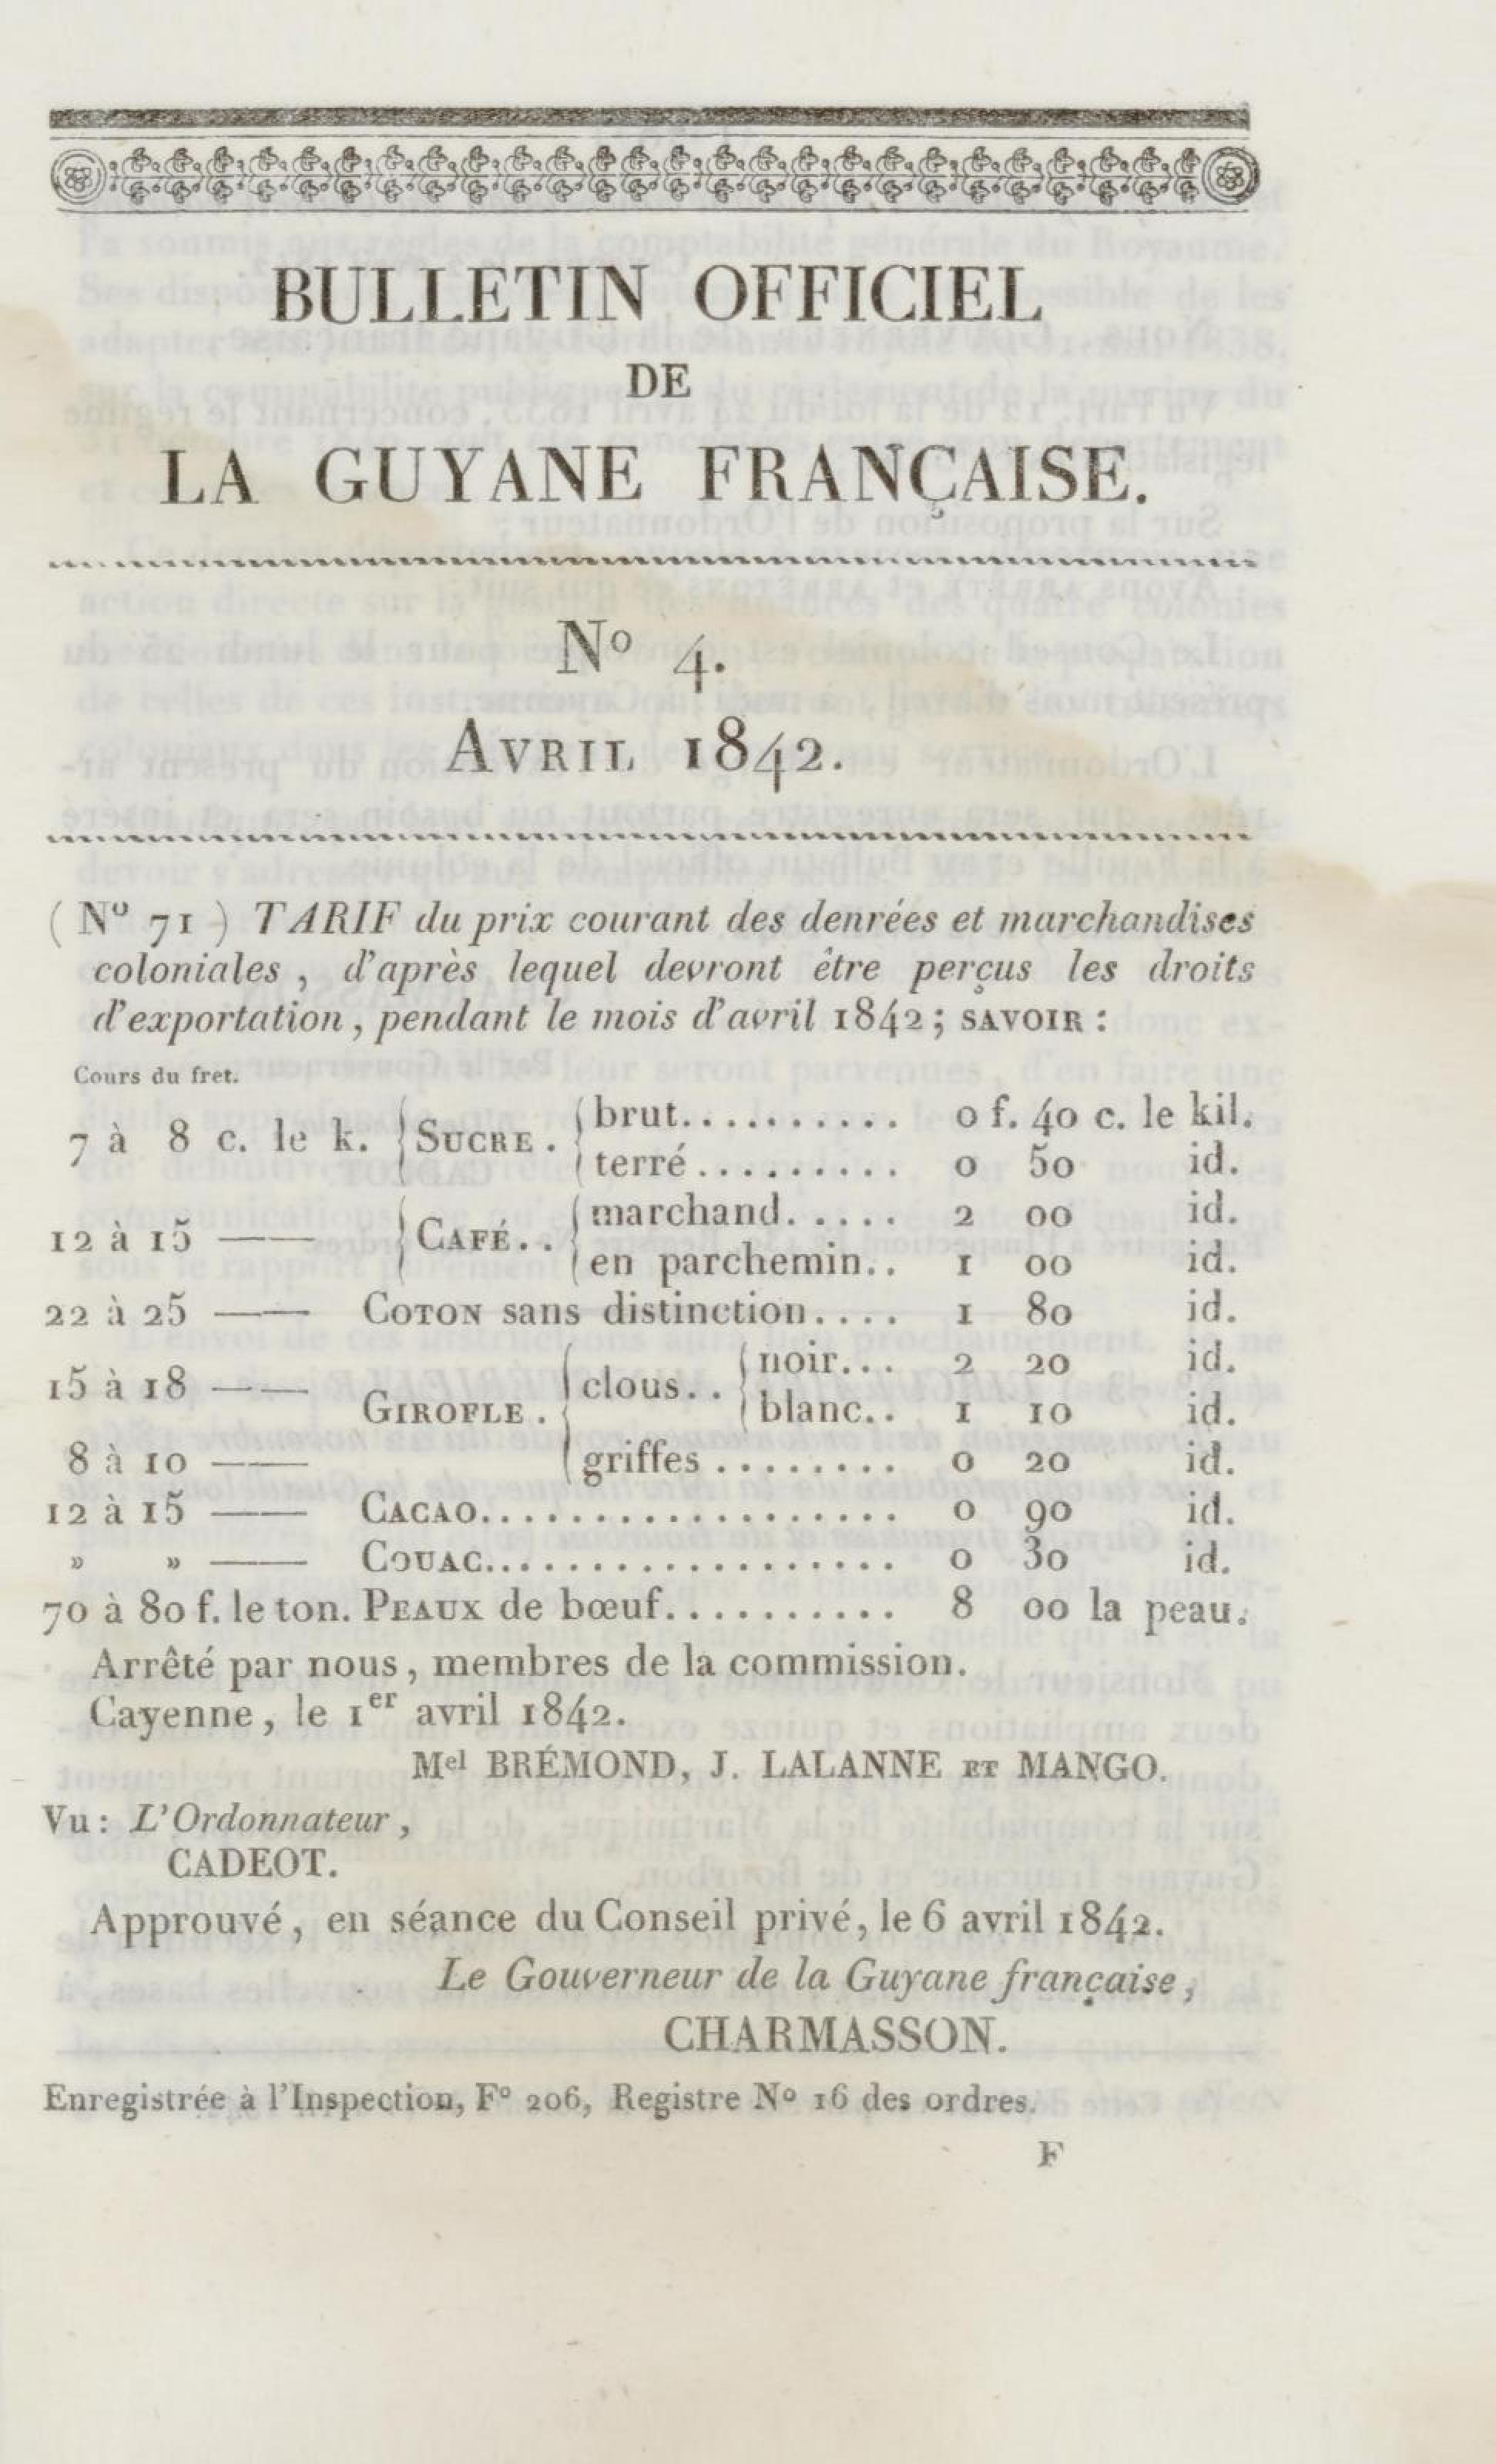 BULLETIN OFFICIEL
DE
LA GUYANE FRANÇAISE.
Nº 4.
AVRIL 1842.
( Nº 71 ) TARIF du prix courant des denrées et marchandises
coloniales , d'après lequel devront être perçus les droits
d'exportation , pendant le mois d'avril 1842 ; SAVOIR :
Cours du fret.
7 à 8 c. le k. SUCRE . brut.......... 0 f. 40 c. le kil.
terré......... 0 50 id.
12 à 15 —— CAFÉ.. marchand...... 2 00 id.
en parchemin.. 1 00 id.
22 à 25 —— COTON sans distinction.... 1 80 id.
15 à 18 —— GIROFLE . clous.. noir... 2 20 id.
blanc.. 1 10 id.
8 à 10 —— griffes ........ 0 20 id.
12 à 15 —— CACAO.................. 0 90 id.
» » —— COUAC.................. 0 30 id.
70 à 80 f. le ton. PEAUX de bœuf.......... 8 00 la peau.
Arrêté par nous , membres de la commission.
Cayenne , le 1er avril 1842.
Mel BRÉMOND, J. LALANNE ET MANGO.
Vu : L'Ordonnateur ,
CADEOT.
Approuvé , en séance du Conseil privé, le 6 avril 1842.
Le Gouverneur de la Guyane française ,
CHARMASSON.
Enregistrée à l'Inspection, Fº 206, Registre Nº 16 des ordres.
F